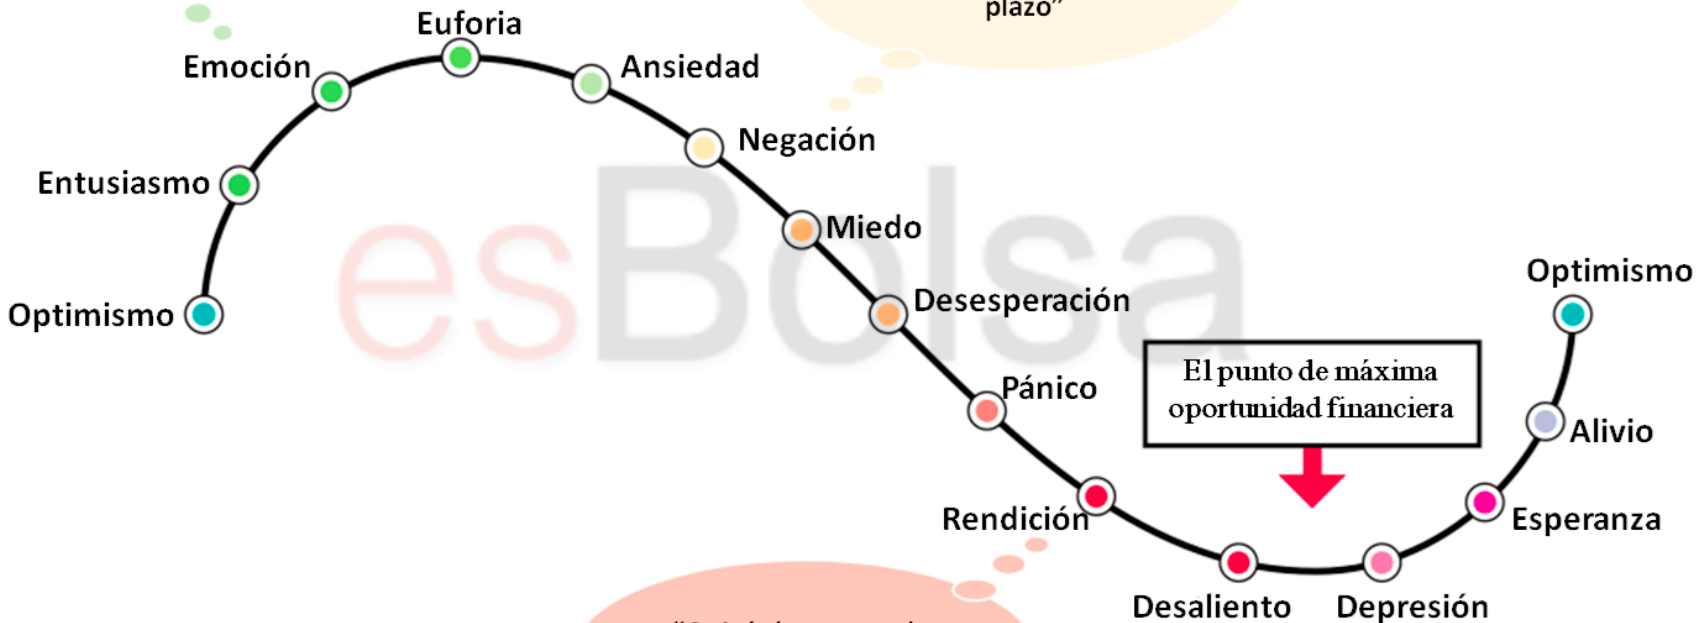 plazo”
Euforia
Emoción
Ansiedad
Negación
Entusiasmo
Miedo
Optimismo
Desesperación
Optimismo
Pánico
El punto de máxima
oportunidad financiera
Alivio
Rendición
Esperanza
Desaliento
Depresión
esBolsa